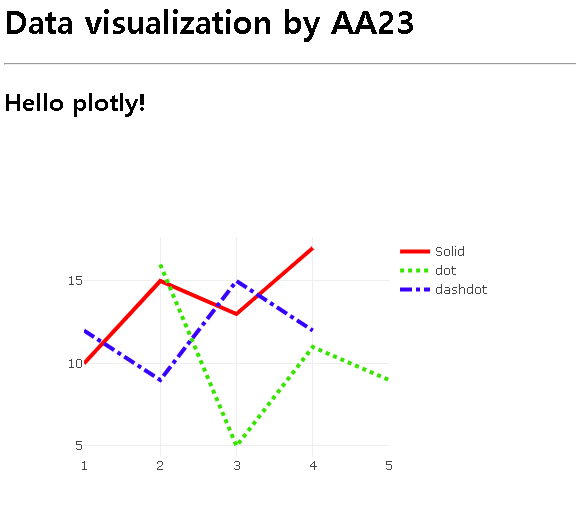 Data visualization by AA23
Hello plotly!
Solid
dot
dashdot
15
10
5
1 2 3 4 5